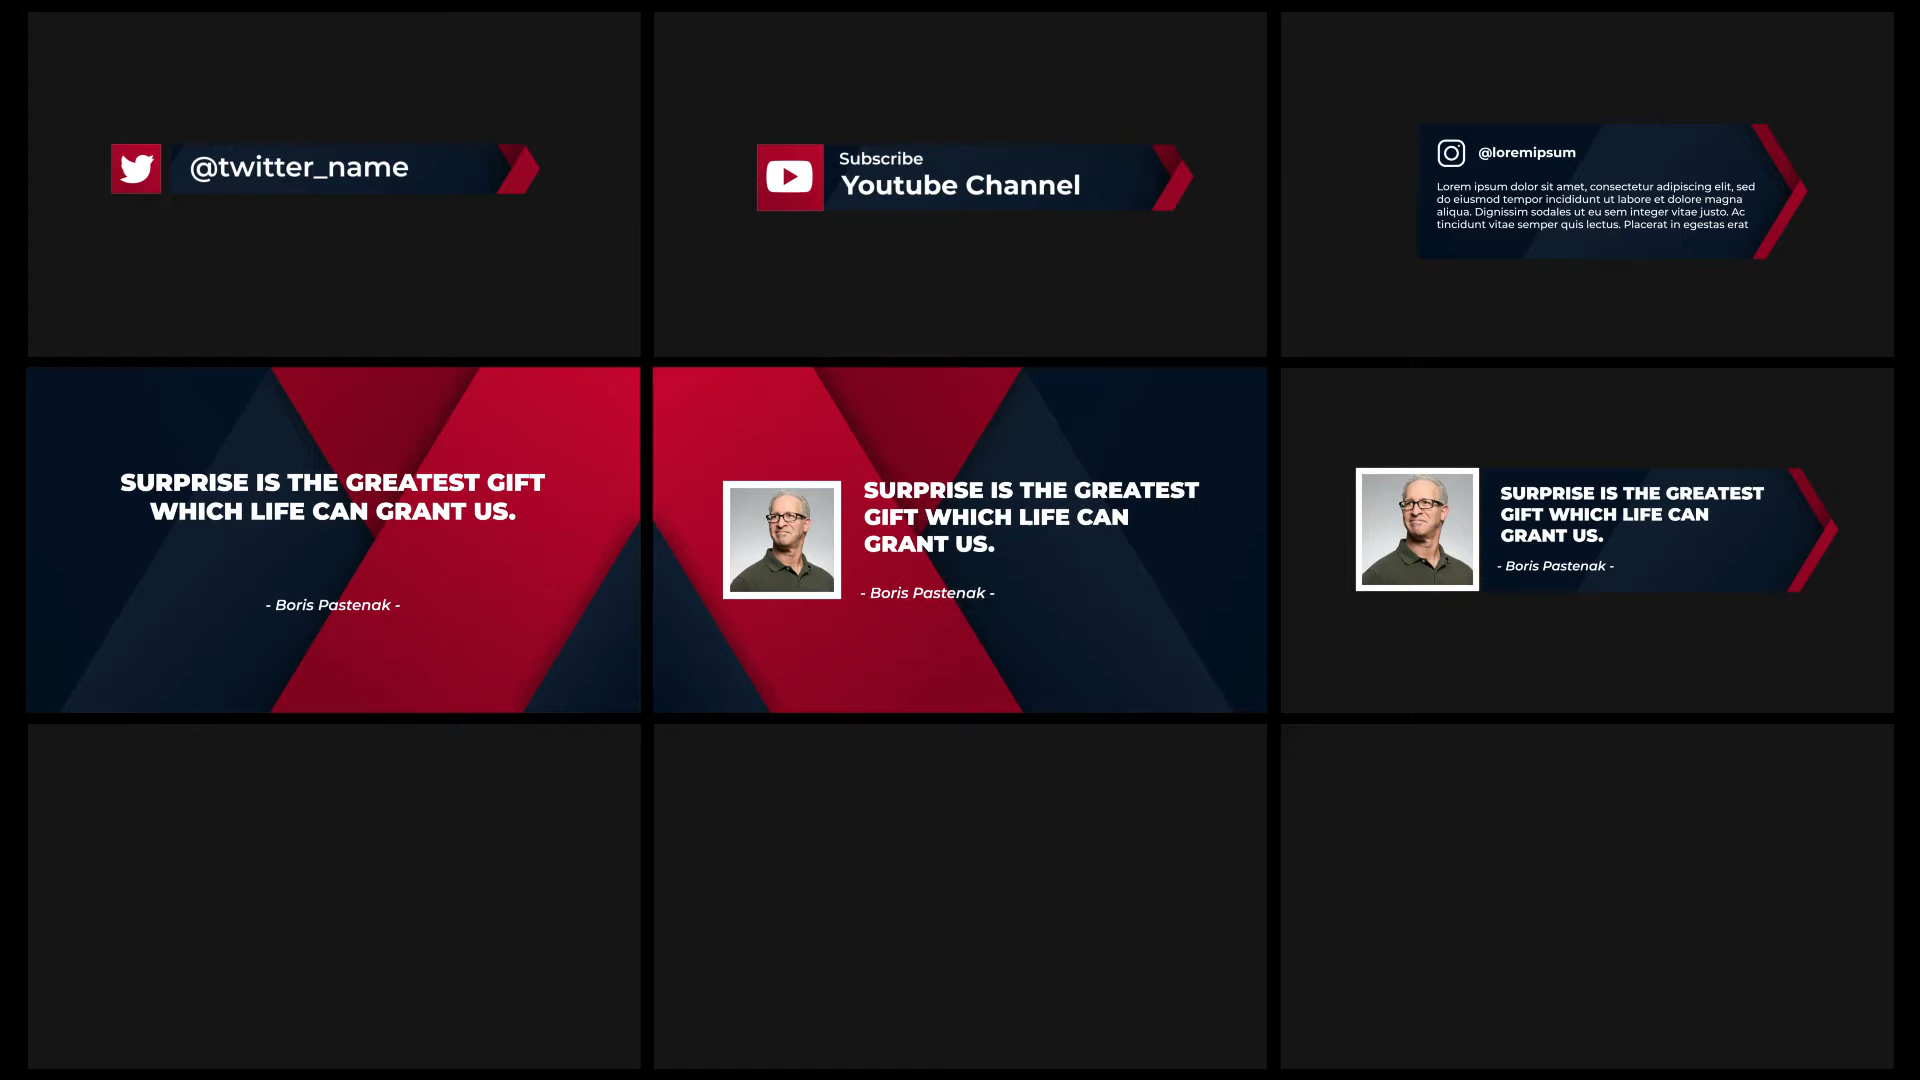 @twitter_name
Subscribe
Youtube Channel
@loremipsum
Lorem ipsum dolor sit amet, consectetur adipiscing elit, sed
do eiusmod tempor incididunt ut labore et dolore magna
aliqua. Dignissim sodales ut eu sem integer vitae justo. Ac
tincidunt vitae semper quis lectus. Placerat in egestas erat
SURPRISE IS THE GREATEST GIFT
WHICH LIFE CAN GRANT US.
- Boris Pastenak -
SURPRISE IS THE GREATEST
GIFT WHICH LIFE CAN
GRANT US.
- Boris Pastenak -
SURPRISE IS THE GREATEST
GIFT WHICH LIFE CAN
GRANT US.
- Boris Pastenak -